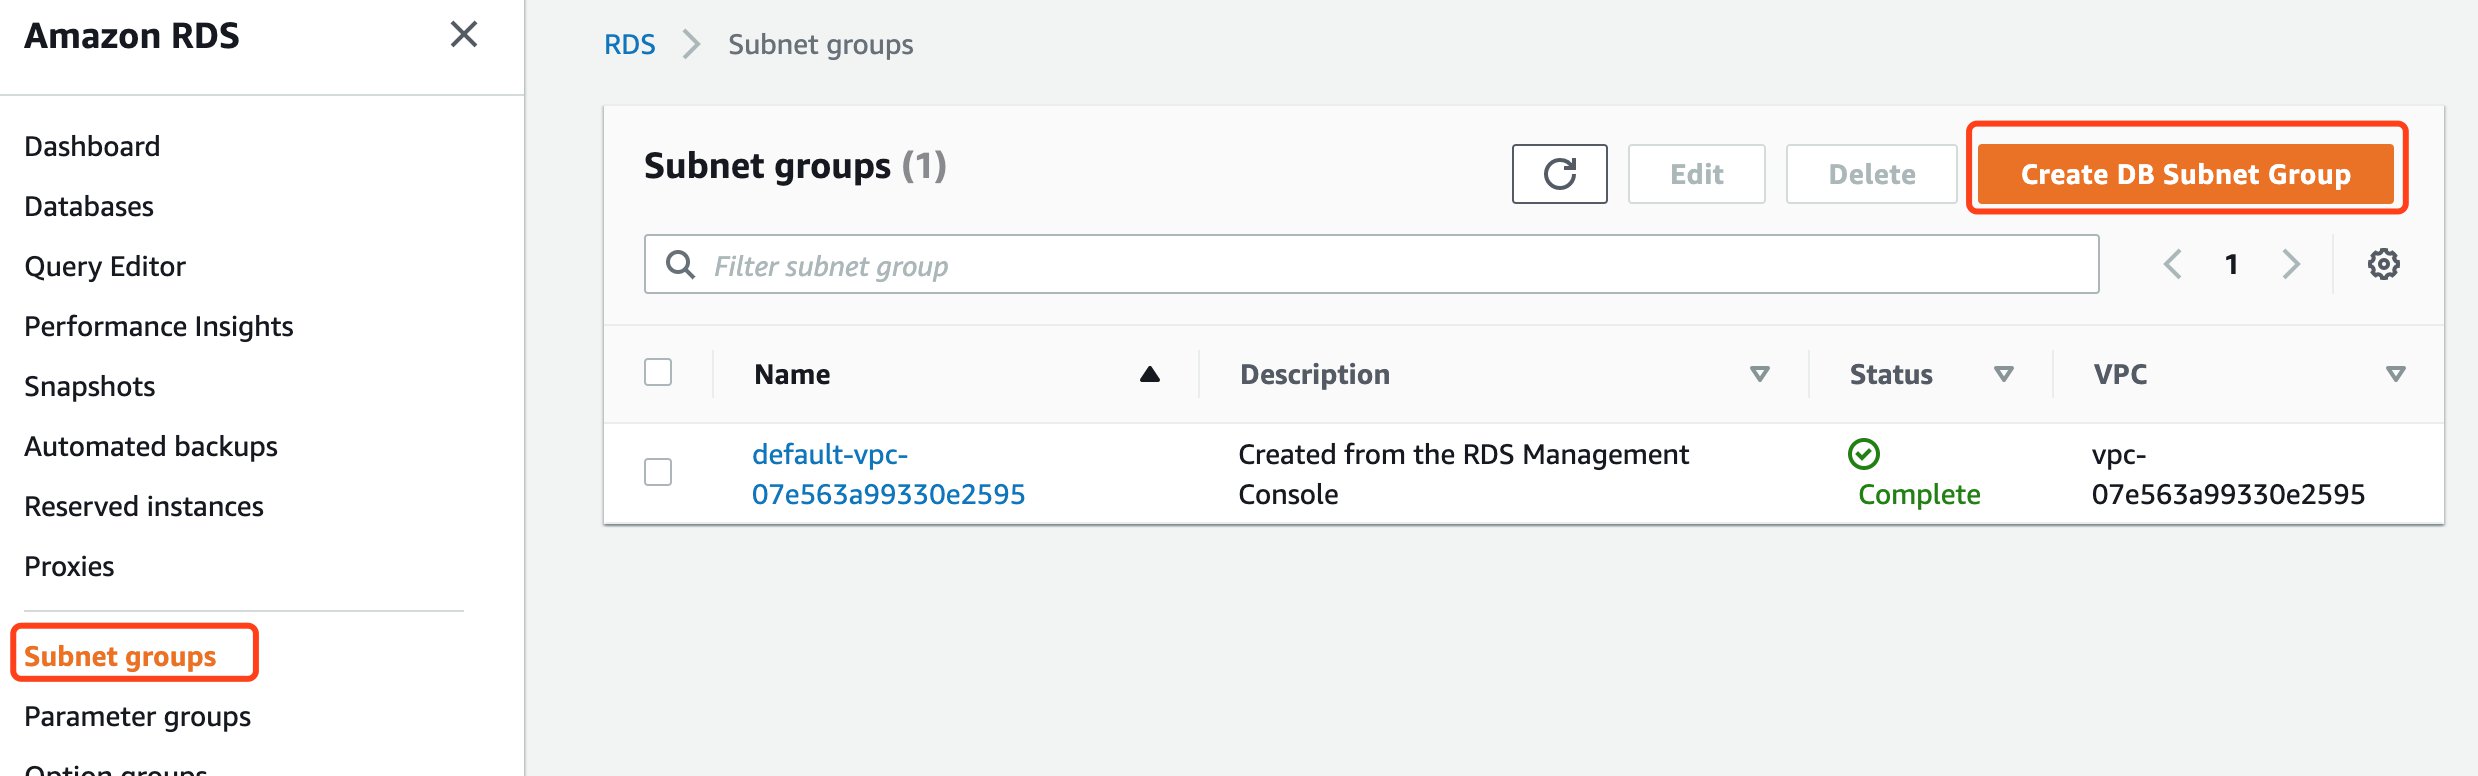 Amazon RDS
Dashboard
Databases
Query Editor
Performance Insights
Snapshots
Automated backups
Reserved instances
Proxies
Subnet groups
Parameter groups
Option groups
RDS > Subnet groups
Subnet groups (1)
Edit
Delete
Create DB Subnet Group
Filter subnet group
1
Name Description Status VPC
default-vpc-
07e563a99330e2595
Created from the RDS Management
Console
Complete
vpc-
07e563a99330e2595